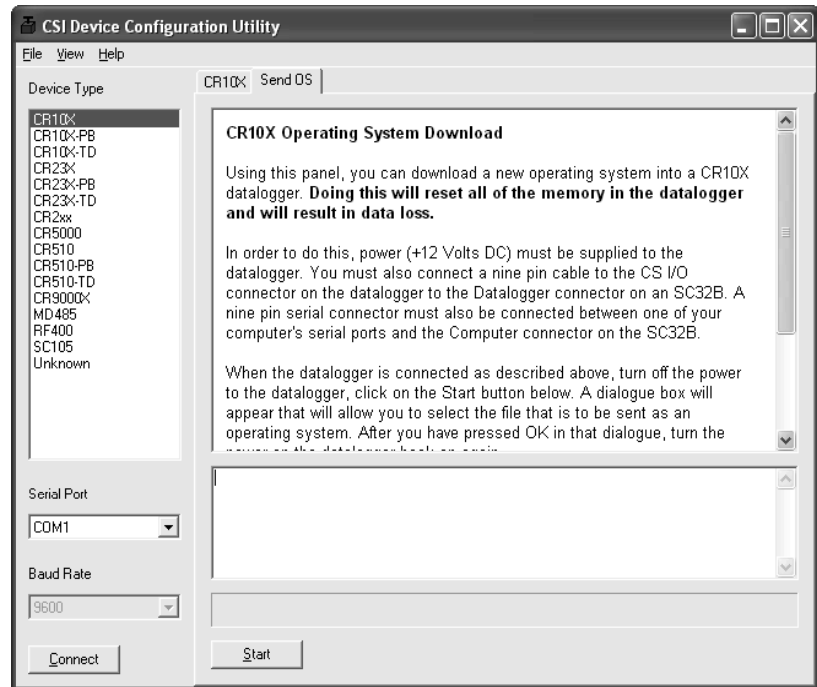 CSI Device Configuration Utility
File View Help
Device Type
CR10X
CR10X-PB
CR10X-TD
CR23X
CR23X-PB
CR23X-TD
CR2xx
CR5000
CR510
CR510-PB
CR510-TD
CR9000X
MD485
RF400
SC105
Unknown
Serial Port
COM1
Baud Rate
9600
Connect
CR10X Send OS
CR10X Operating System Download
Using this panel, you can download a new operating system into a CR10X
datalogger. Doing this will reset all of the memory in the datalogger
and will result in data loss.
In order to do this, power (+12 Volts DC) must be supplied to the
datalogger. You must also connect a nine pin cable to the CS I/O
connector on the datalogger to the Datalogger connector on an SC32B. A
nine pin serial connector must also be connected between one of your
computer's serial ports and the Computer connector on the SC32B.
When the datalogger is connected as described above, turn off the power
to the datalogger, click on the Start button below. A dialogue box will
appear that will allow you to select the file that is to be sent as an
operating system. After you have pressed OK in that dialogue, turn the
Start